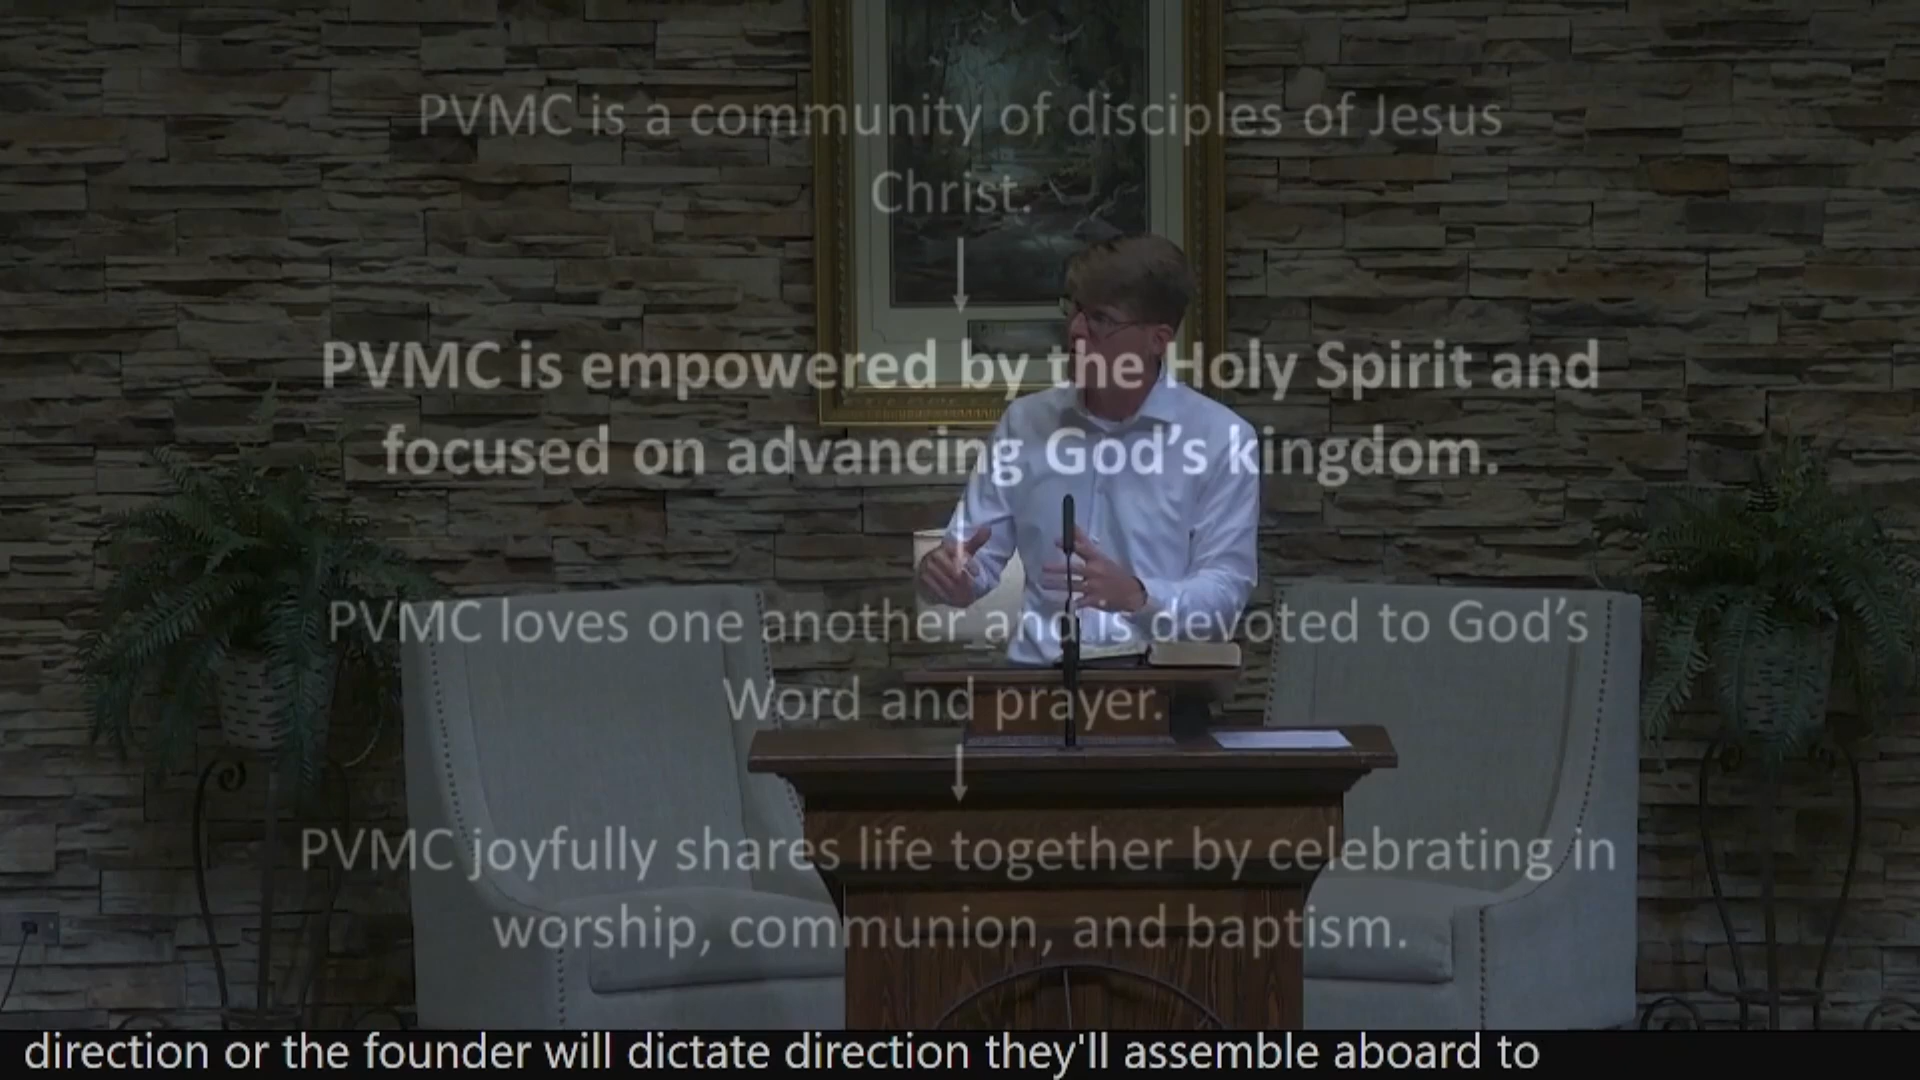 PVMC is a community of disciples of Jesus
Christ.
PVMC is empowered by the Holy Spirit and
focused on advancing God's kingdom.
PVMC loves one another and is devoted to God's
Word and prayer.
PVMC joyfully shares life together by celebrating in
worship, communion, and baptism.
direction or the founder will dictate direction they'll assemble aboard to